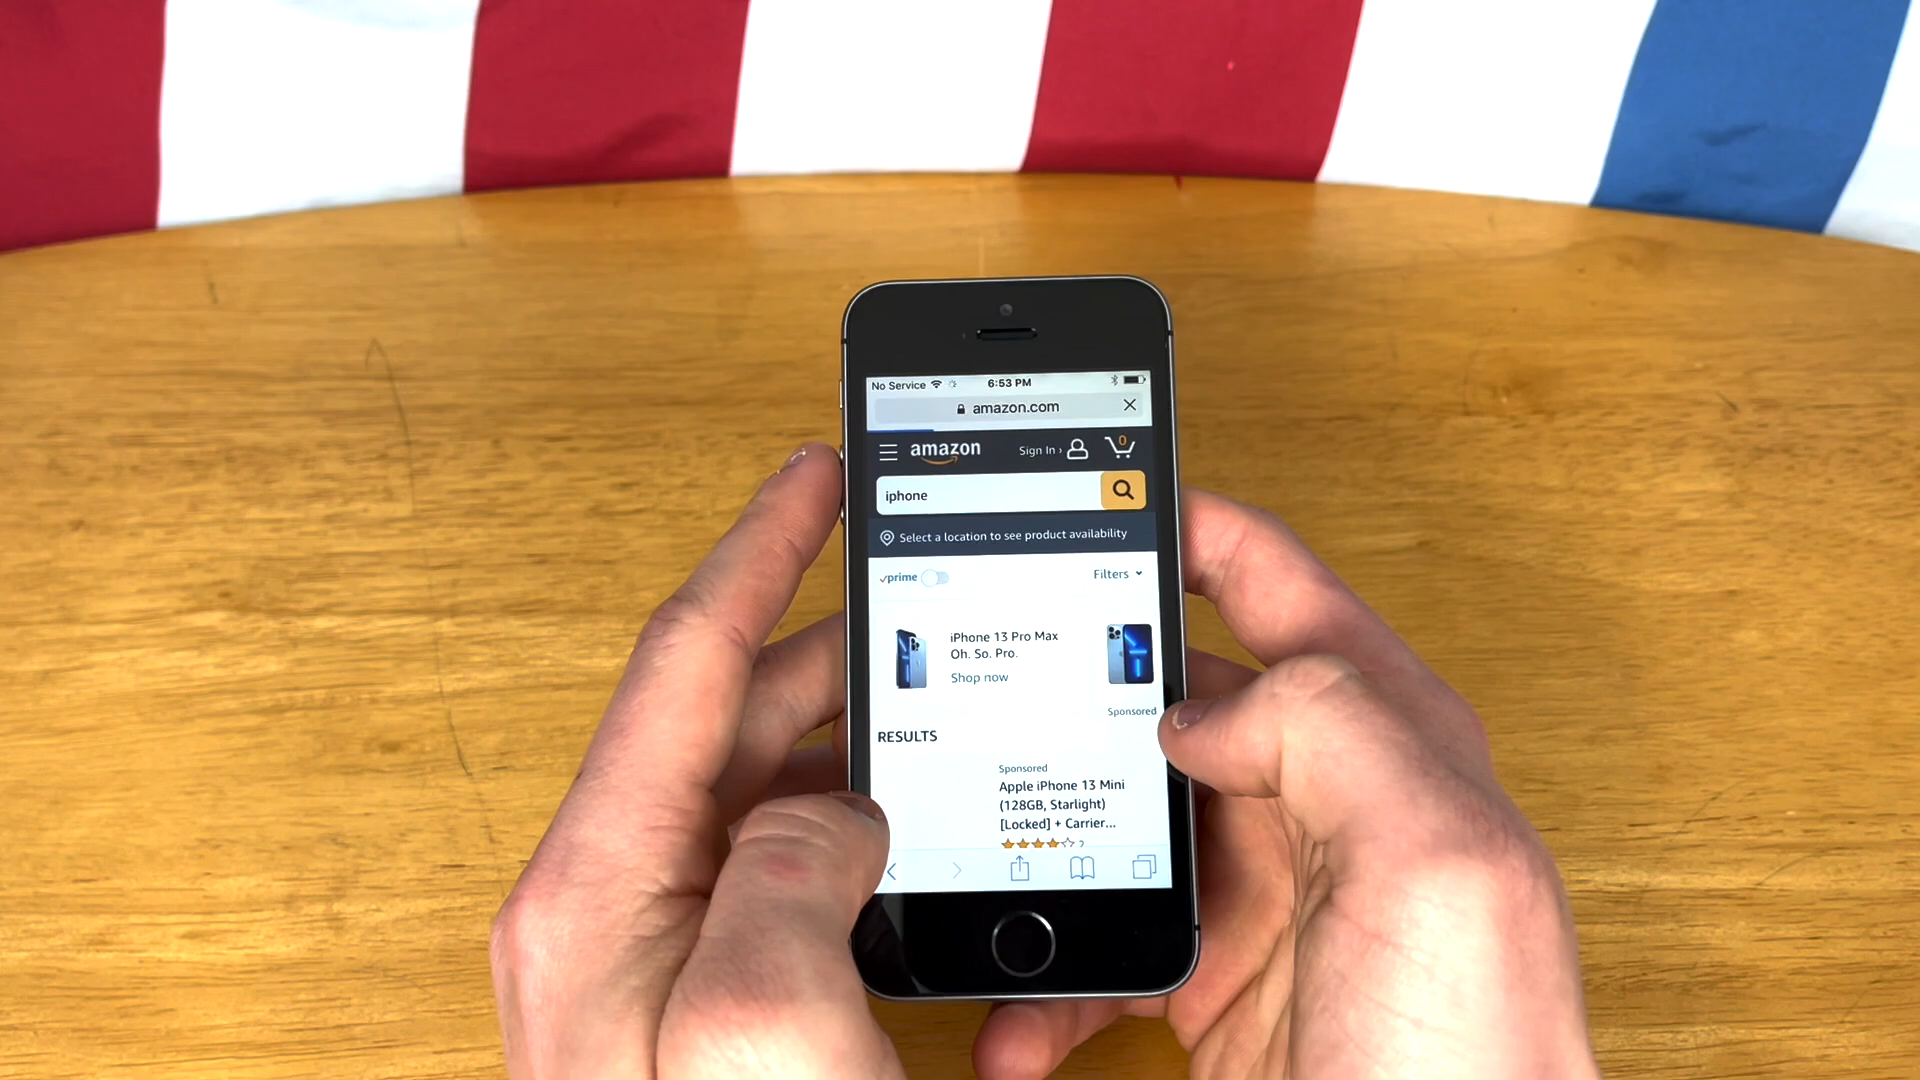 No Service 6:53 PM
amazon.com
amazon Sign In › 0
iphone
Select a location to see product availability
prime Filters
iPhone 13 Pro Max
Oh. So. Pro.
Shop now
Sponsored
RESULTS
Sponsored
Apple iPhone 13 Mini
(128GB, Starlight)
[Locked] + Carrier...
2